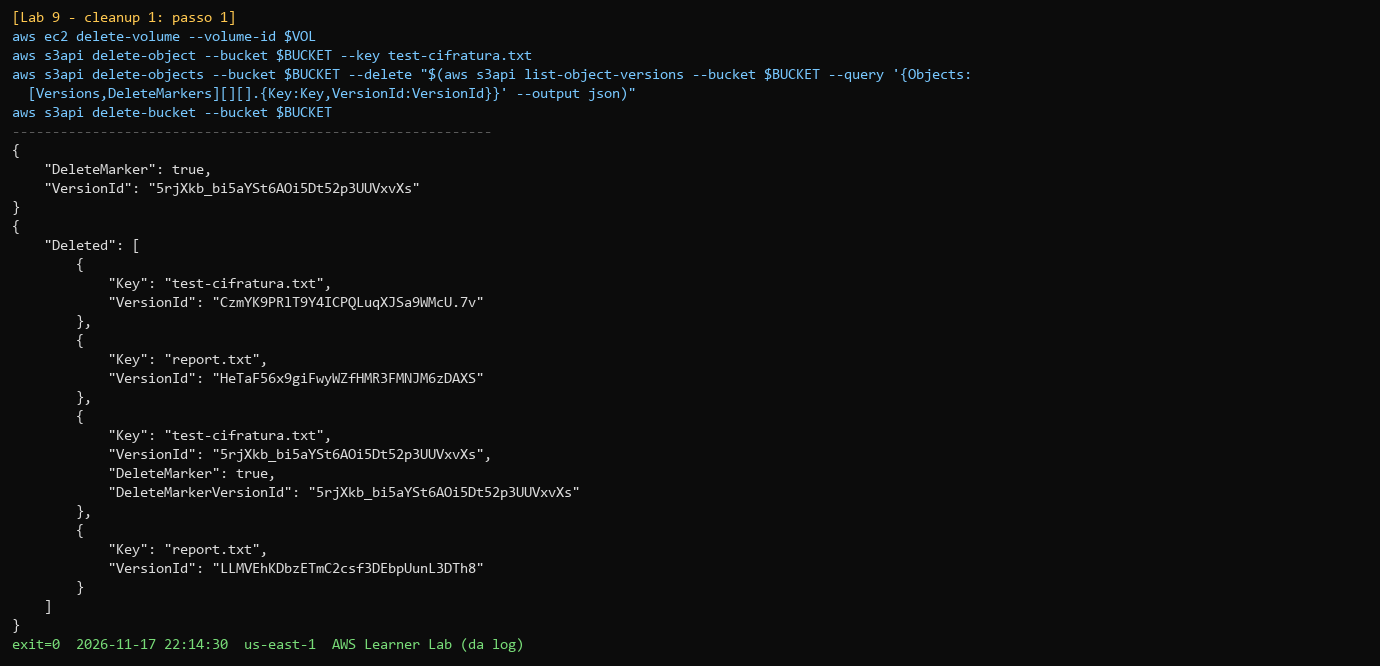 [Lab 9 - cleanup 1: passo 1]
aws ec2 delete-volume --volume-id $VOL
aws s3api delete-object --bucket $BUCKET --key test-cifratura.txt
aws s3api delete-objects --bucket $BUCKET --delete "$(aws s3api list-object-versions --bucket $BUCKET --query '{Objects:
  [Versions,DeleteMarkers][][].{Key:Key,VersionId:VersionId}}' --output json)"
aws s3api delete-bucket --bucket $BUCKET
------------------------------------------------------------
{
    "DeleteMarker": true,
    "VersionId": "5rjXkb_bi5aYSt6AOi5Dt52p3UUVxvXs"
}
{
    "Deleted": [
        {
            "Key": "test-cifratura.txt",
            "VersionId": "CzmYK9PRlT9Y4ICPQLuqXJSa9WMcU.7v"
        },
        {
            "Key": "report.txt",
            "VersionId": "HeTaF56x9giFwyWZfHMR3FMNJM6zDAXS"
        },
        {
            "Key": "test-cifratura.txt",
            "VersionId": "5rjXkb_bi5aYSt6AOi5Dt52p3UUVxvXs",
            "DeleteMarker": true,
            "DeleteMarkerVersionId": "5rjXkb_bi5aYSt6AOi5Dt52p3UUVxvXs"
        },
        {
            "Key": "report.txt",
            "VersionId": "LLMVEhKDbzETmC2csf3DEbpUunL3DTh8"
        }
    ]
}
exit=0  2026-11-17 22:14:30  us-east-1  AWS Learner Lab (da log)